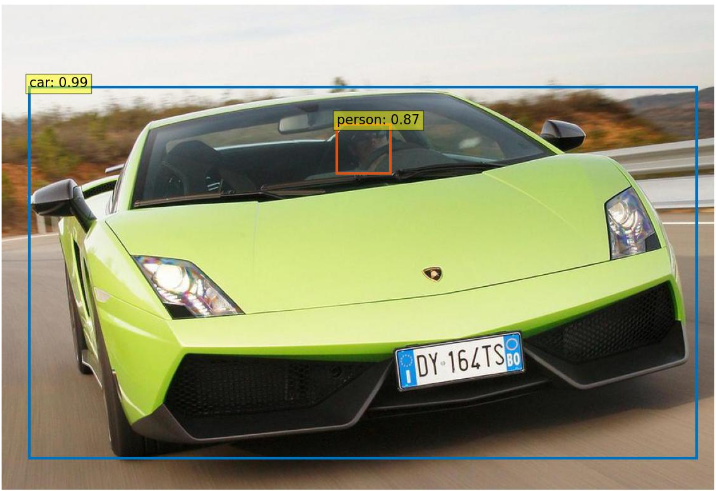 car: 0.99
person: 0.87
DY 164TS
I
BO